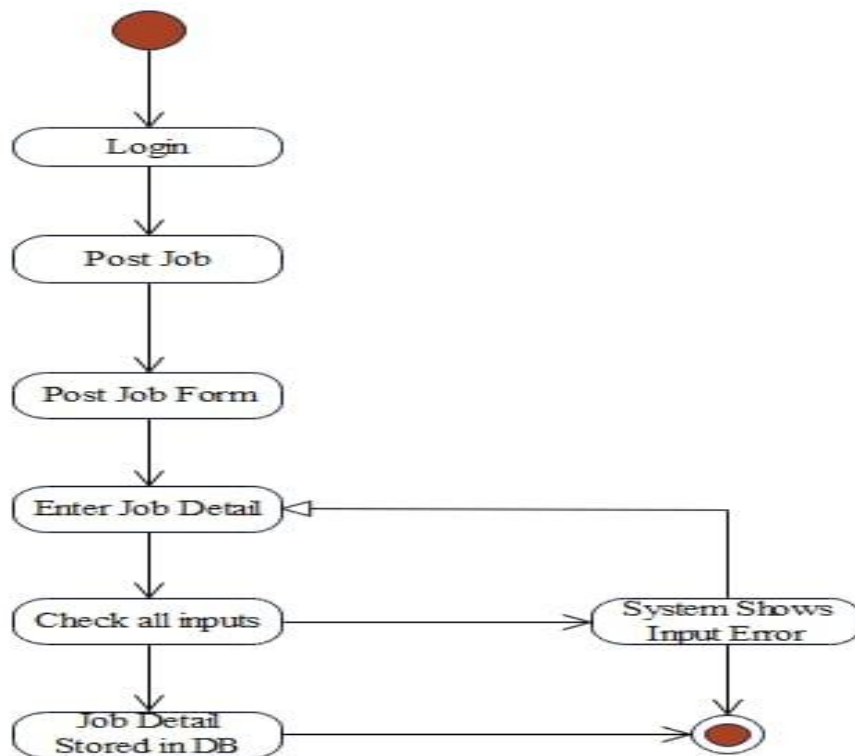 Login
Post Job
Post Job Form
Enter Job Detail
Check all inputs
System Shows
Input Error
Job Detail
Stored in DB